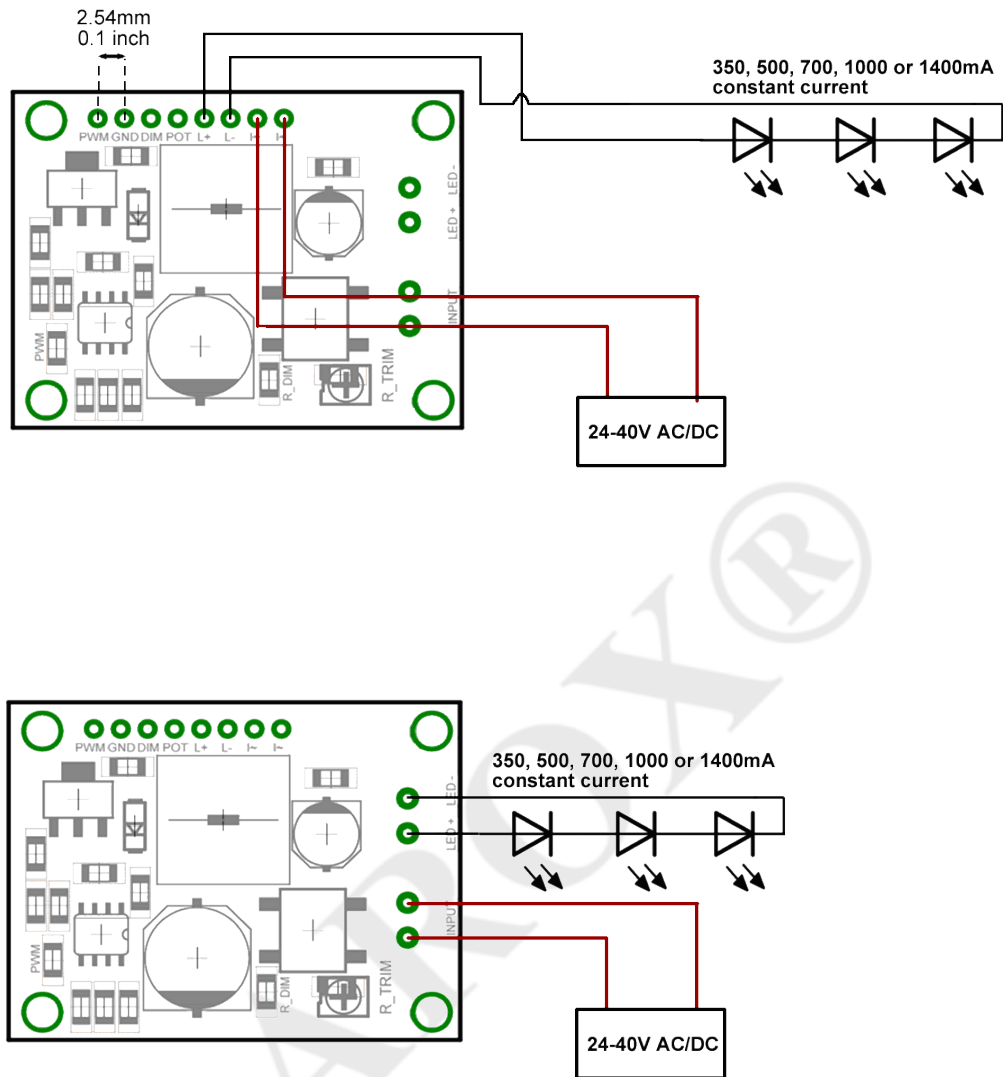 2.54mm
0.1 inch
350, 500, 700, 1000 or 1400mA
constant current
PWM GND DIM POT L+ L- I~ I~
LED -
LED +
INPUT
PWM
R_DIM
R_TRIM
24-40V AC/DC
PWM GND DIM POT L+ L- I~ I~
350, 500, 700, 1000 or 1400mA
constant current
LED -
LED +
INPUT
PWM
R_DIM
R_TRIM
24-40V AC/DC
AROX®